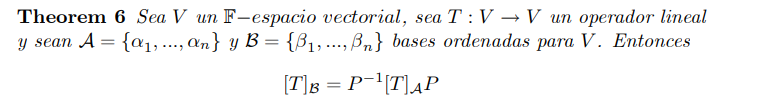 Theorem 6 Sea V un 𝔽−espacio vectorial, sea T : V → V un operador lineal
y sean 𝒜 = {α₁, ..., αₙ} y ℬ = {β₁, ..., βₙ} bases ordenadas para V. Entonces
[T]ℬ = P⁻¹[T]𝒜P